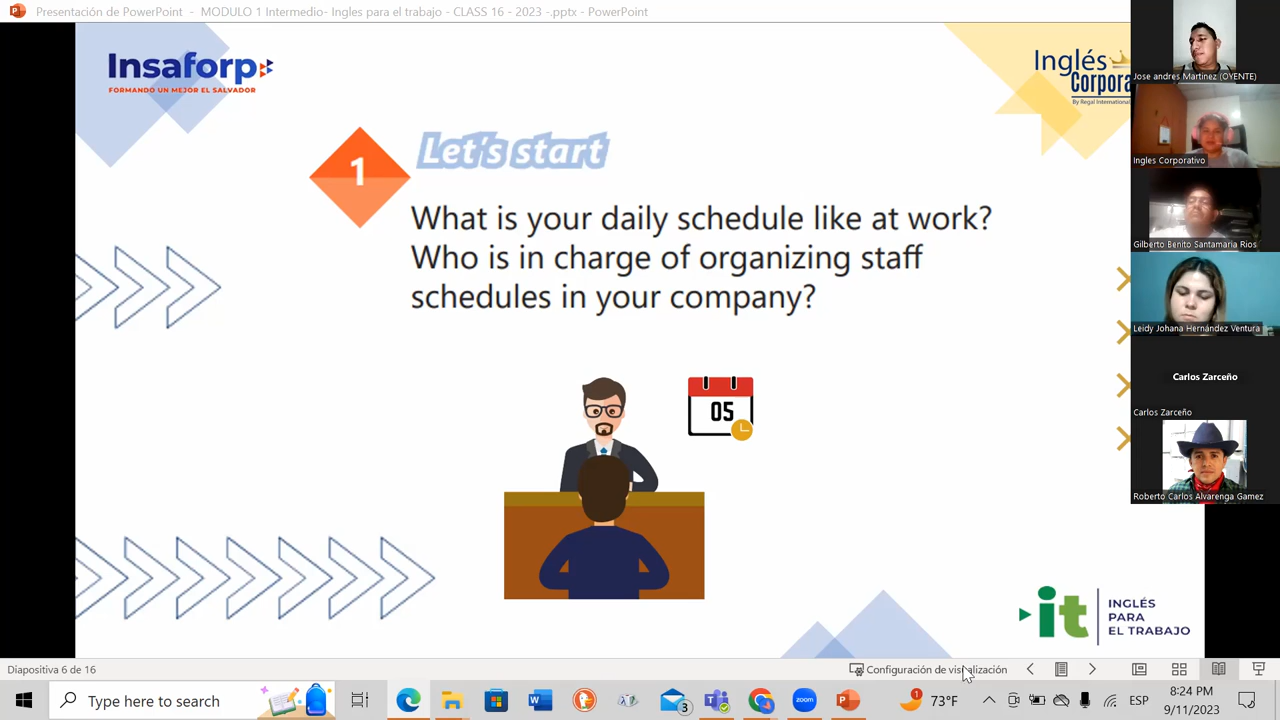 Presentación de PowerPoint - MODULO 1 Intermedio- Ingles para el trabajo - CLASS 16 - 2023 -.pptx - PowerPoint
Insaforp
FORMANDO UN MEJOR EL SALVADOR
Inglés
Corpora
By Regal International
1
Let's start
What is your daily schedule like at work?
Who is in charge of organizing staff
schedules in your company?
05
it
INGLÉS
PARA
EL TRABAJO
Jose andres Martinez (OYENTE)
Ingles Corporativo
Gilberto Benito Santamaria Rios
Leidy Johana Hernández Ventura
Carlos Zarceño
Carlos Zarceño
Roberto Carlos Alvarenga Gamez
Diapositiva 6 de 16
Configuración de visualización
Type here to search
3
zoom
1
73°F
ESP
8:24 PM
9/11/2023